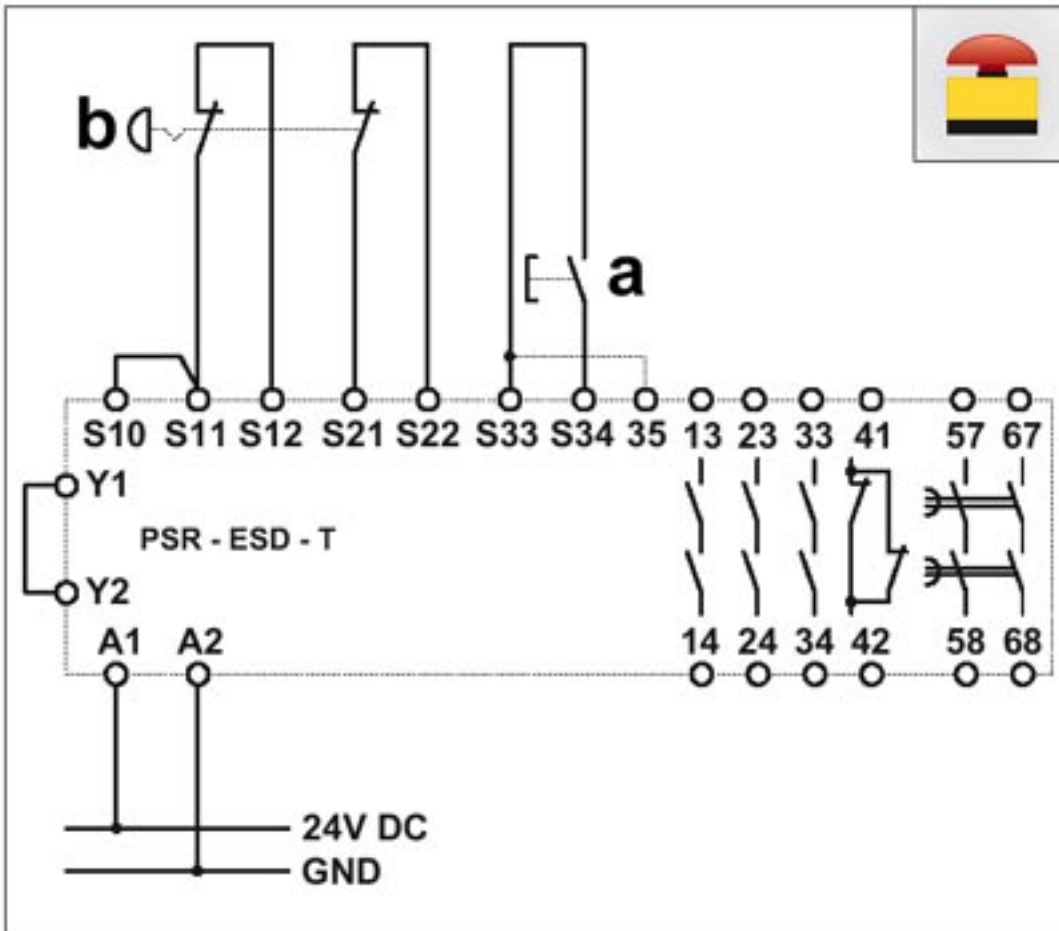 b
a
S10 S11 S12 S21 S22 S33 S34 35 13 23 33 41 57 67
Y1
PSR - ESD - T
Y2
A1 A2 14 24 34 42 58 68
24V DC
GND